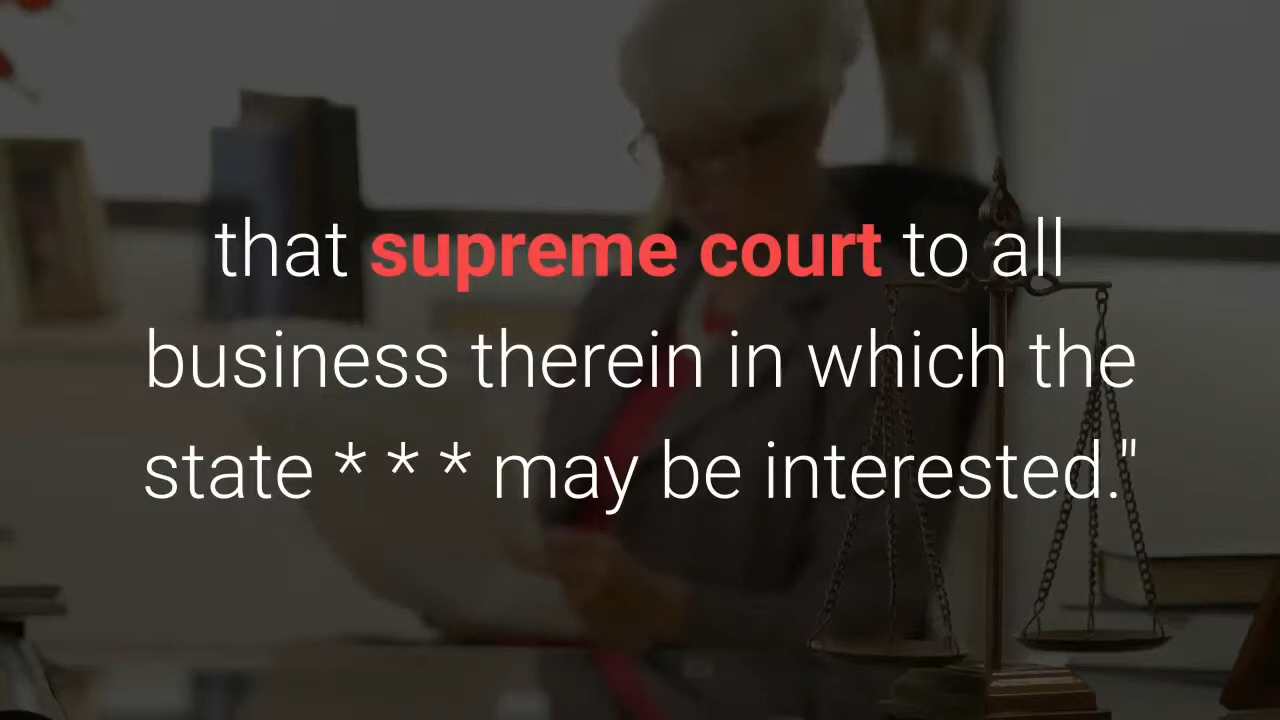 that supreme court to all
business therein in which the
state * * * may be interested."